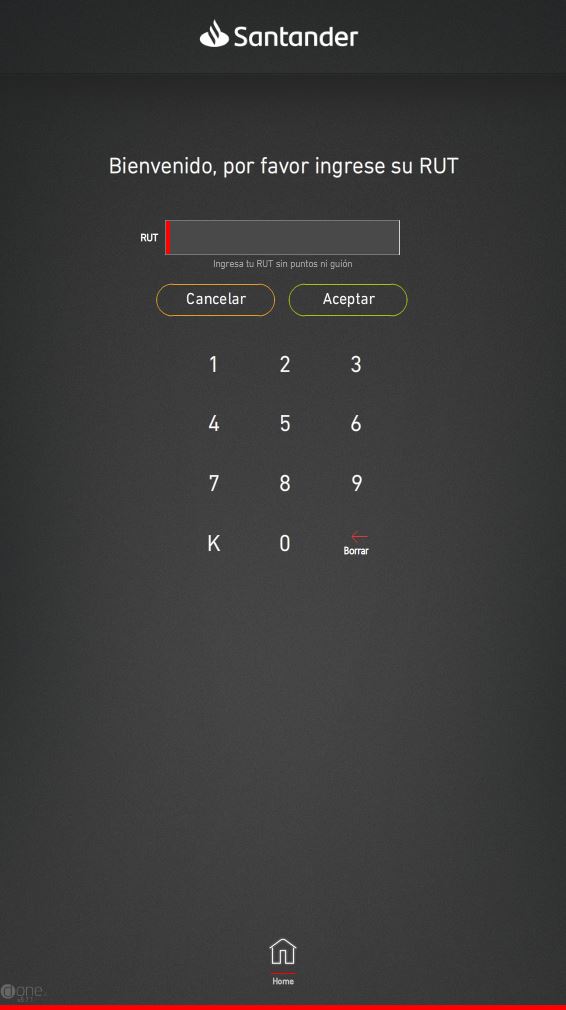 Santander
Bienvenido, por favor ingrese su RUT
RUT
Ingresa tu RUT sin puntos ni guión
Cancelar Aceptar
1 2 3
4 5 6
7 8 9
K 0
Borrar
Home
one